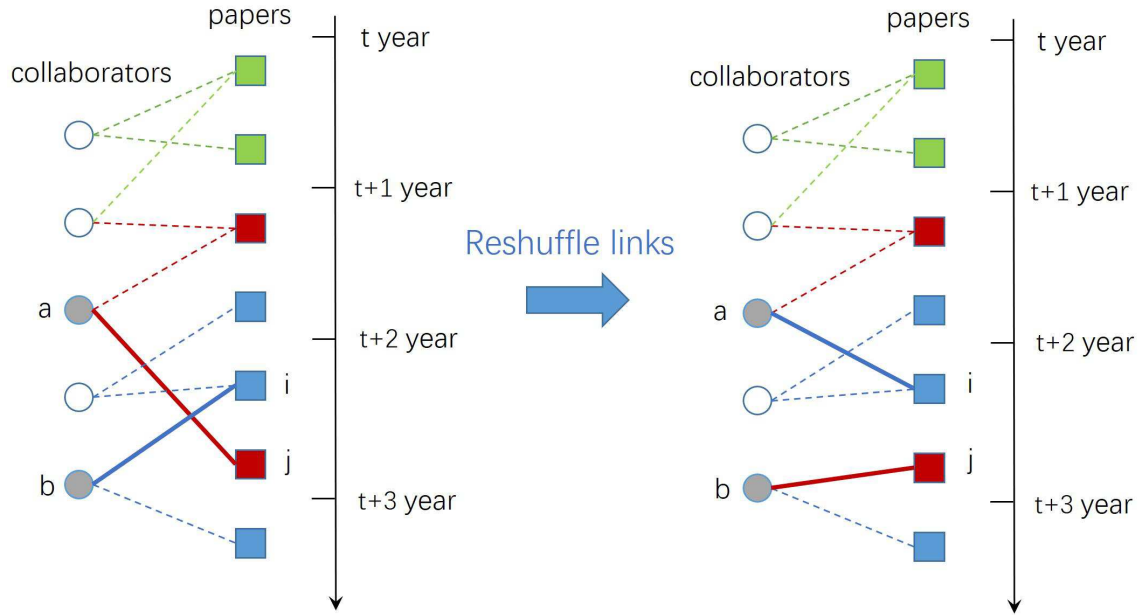 papers
t year
collaborators
t+1 year
a
t+2 year
i
j
b
t+3 year
Reshuffle links
papers
t year
collaborators
t+1 year
a
t+2 year
i
j
b
t+3 year